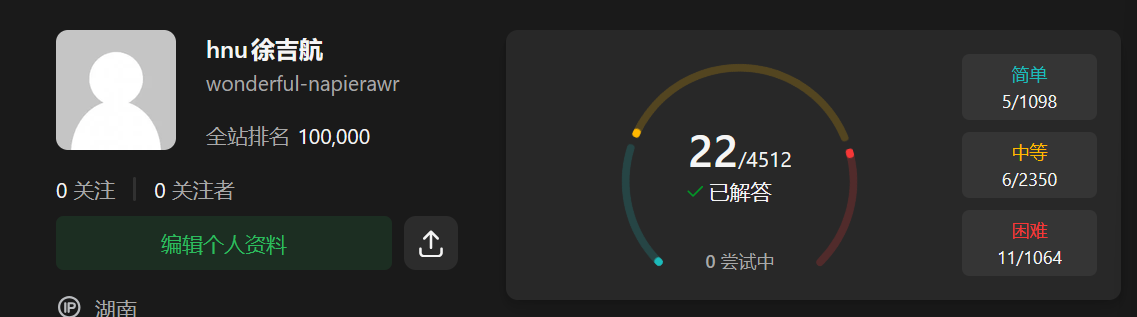 hnu徐吉航
wonderful-napierawr
全站排名 100,000
0 关注
0 关注者
编辑个人资料
IP 湖南
22/4512
已解答
0 尝试中
简单
5/1098
中等
6/2350
困难
11/1064